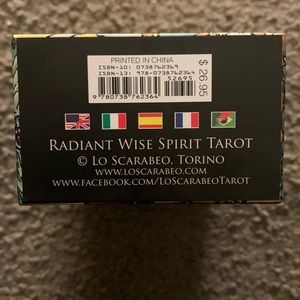 PRINTED IN CHINA
ISBN-10: 0738762369
ISBN-13: 978-0738762364
52695
9 780738 762364
$ 26.95
RADIANT WISE SPIRIT TAROT
© LO SCARABEO, TORINO
WWW.LOSCARABEO.COM
WWW.FACEBOOK.COM/LOSCARABEOTAROT